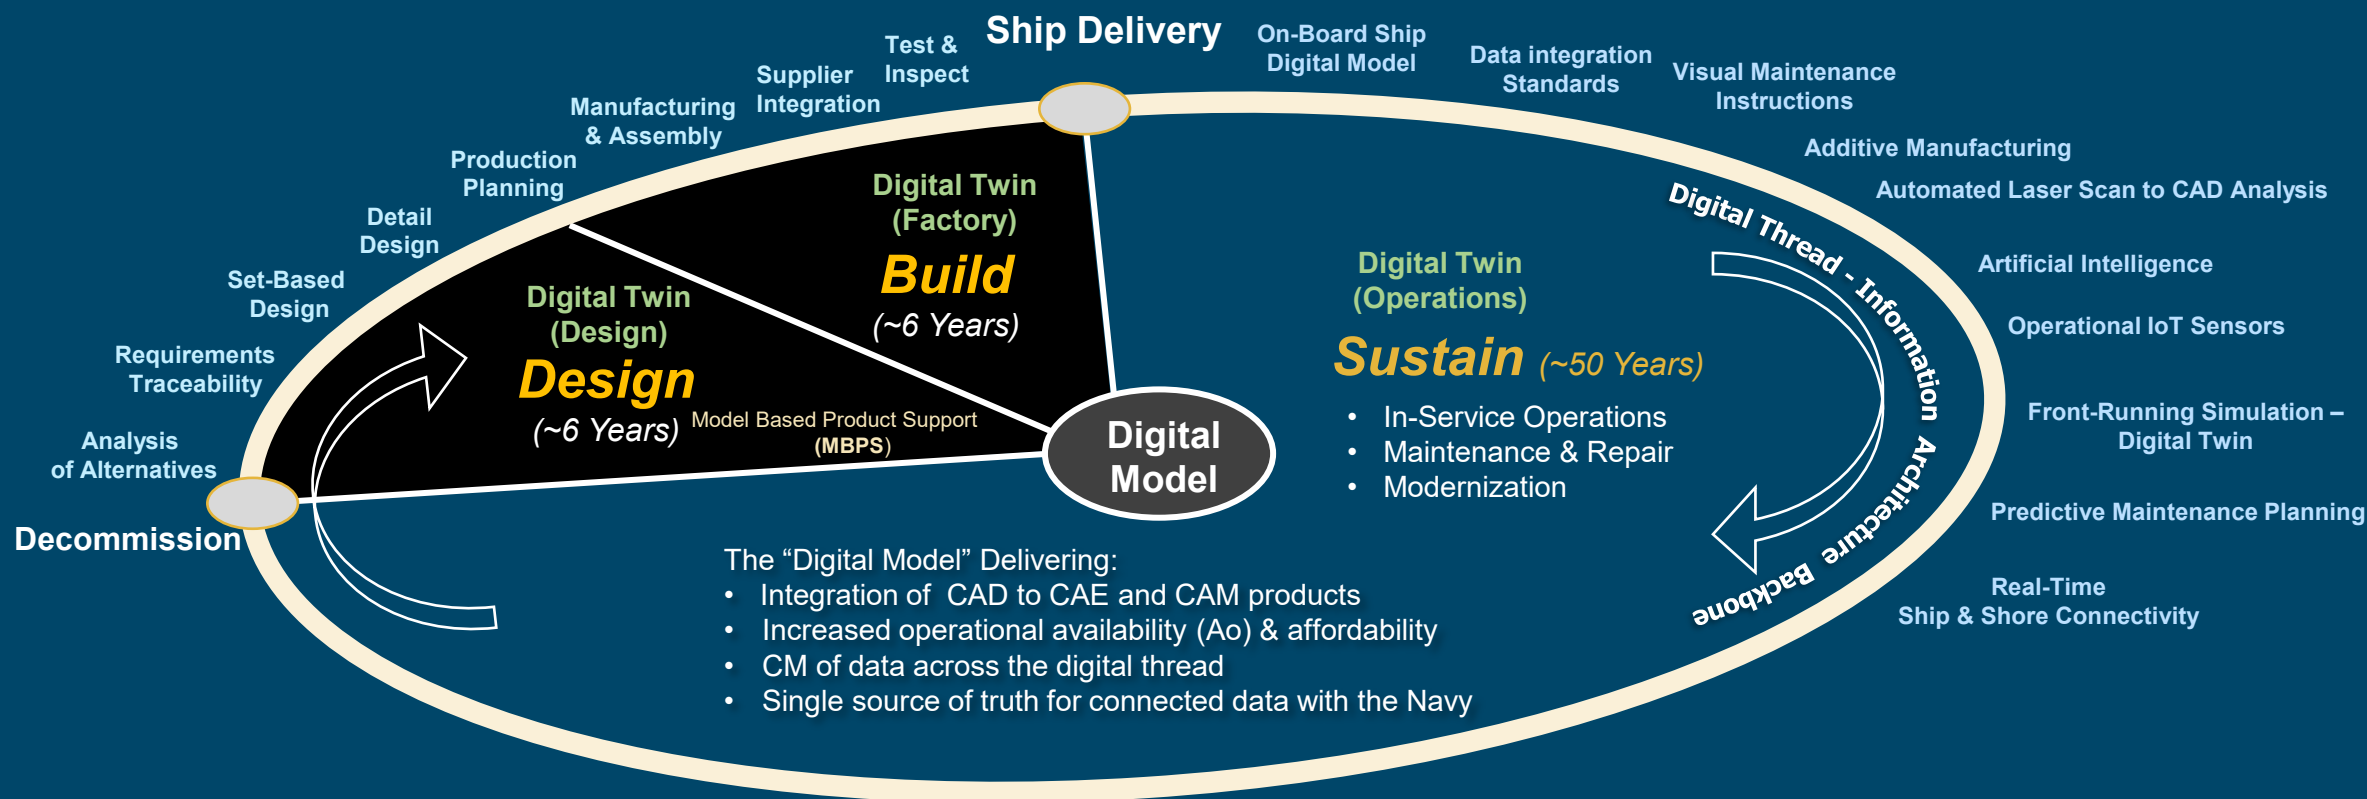 Ship Delivery
Test &
Inspect
Supplier
Integration
Manufacturing
& Assembly
Production
Planning
Detail
Design
Set-Based
Design
Requirements
Traceability
Analysis
of Alternatives
Decommission
On-Board Ship
Digital Model
Data integration
Standards
Visual Maintenance
Instructions
Additive Manufacturing
Automated Laser Scan to CAD Analysis
Artificial Intelligence
Operational IoT Sensors
Front-Running Simulation –
Digital Twin
Predictive Maintenance Planning
Real-Time
Ship & Shore Connectivity
Digital Thread - Information Architecture Backbone
Digital Twin
(Design)
Design
(~6 Years)
Model Based Product Support
(MBPS)
Digital Twin
(Factory)
Build
(~6 Years)
Digital Twin
(Operations)
Sustain (~50 Years)
• In-Service Operations
• Maintenance & Repair
• Modernization
Digital
Model
The “Digital Model” Delivering:
• Integration of CAD to CAE and CAM products
• Increased operational availability (Ao) & affordability
• CM of data across the digital thread
• Single source of truth for connected data with the Navy